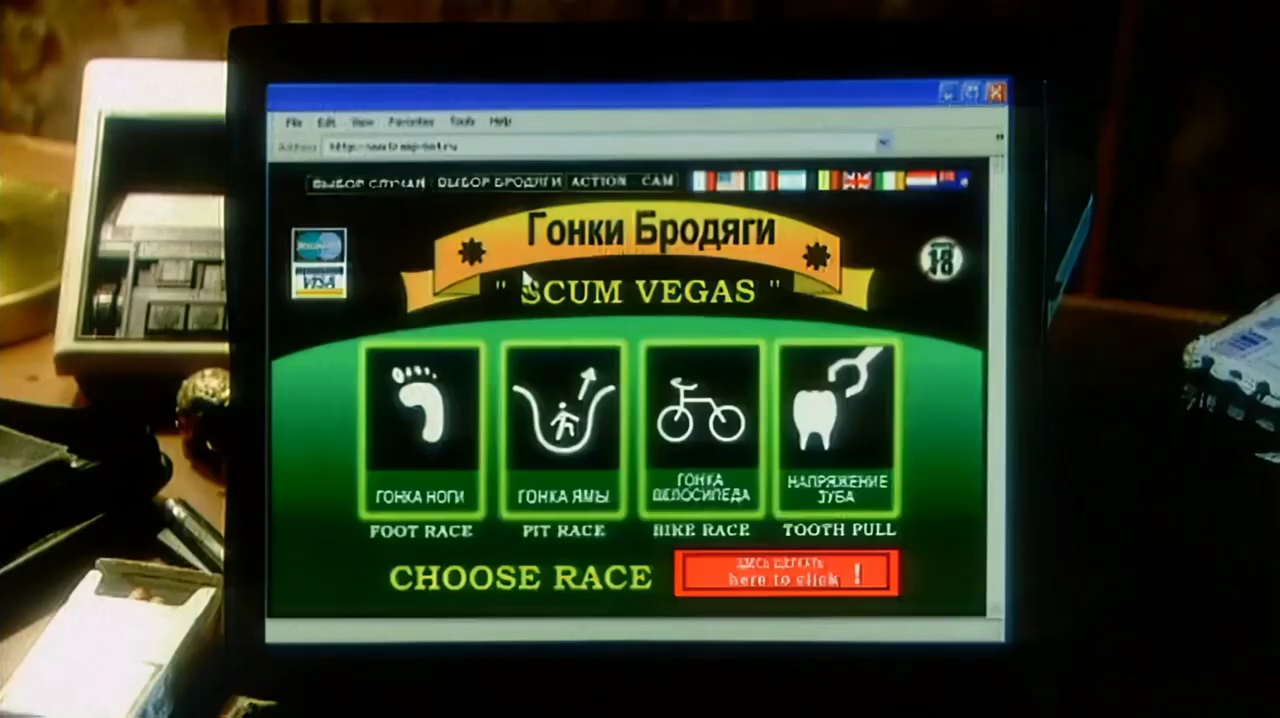 File Edit View Favorites Tools Help
Address
ВЫБОР СЛУЧАЙ ВЫБОР БРОДЯГИ ACTION CAM
Гонки Бродяги
" SCUM VEGAS "
VISA
18
ГОНКА НОГИ
ГОНКА ЯМЫ
ГОНКА ВЕЛОСИПЕДА
НАПРЯЖЕНИЕ ЗУБА
FOOT RACE
PIT RACE
BIKE RACE
TOOTH PULL
CHOOSE RACE
here to click !